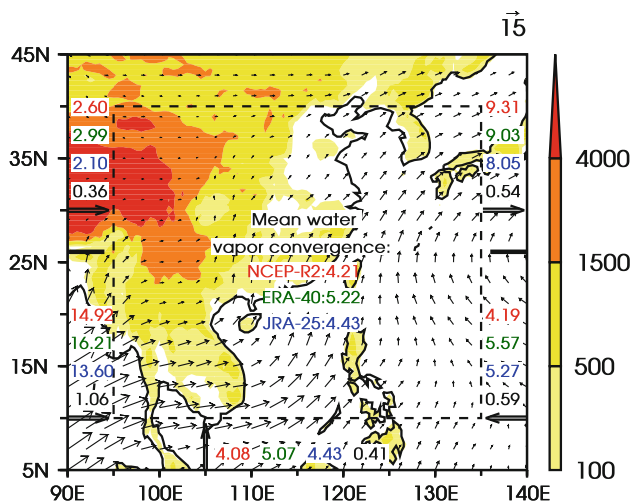 15
45N
2.60 9.31
2.99 9.03
35N 2.10 8.05 4000
0.36 0.54
Mean water
vapor convergence:
25N NCEP-R2:4.21 1500
ERA-40:5.22
14.92 JRA-25:4.43 4.19
16.21 5.57
15N 13.60 5.27 500
1.06 0.59
4.08 5.07 4.43 0.41
5N 100
90E 100E 110E 120E 130E 140E